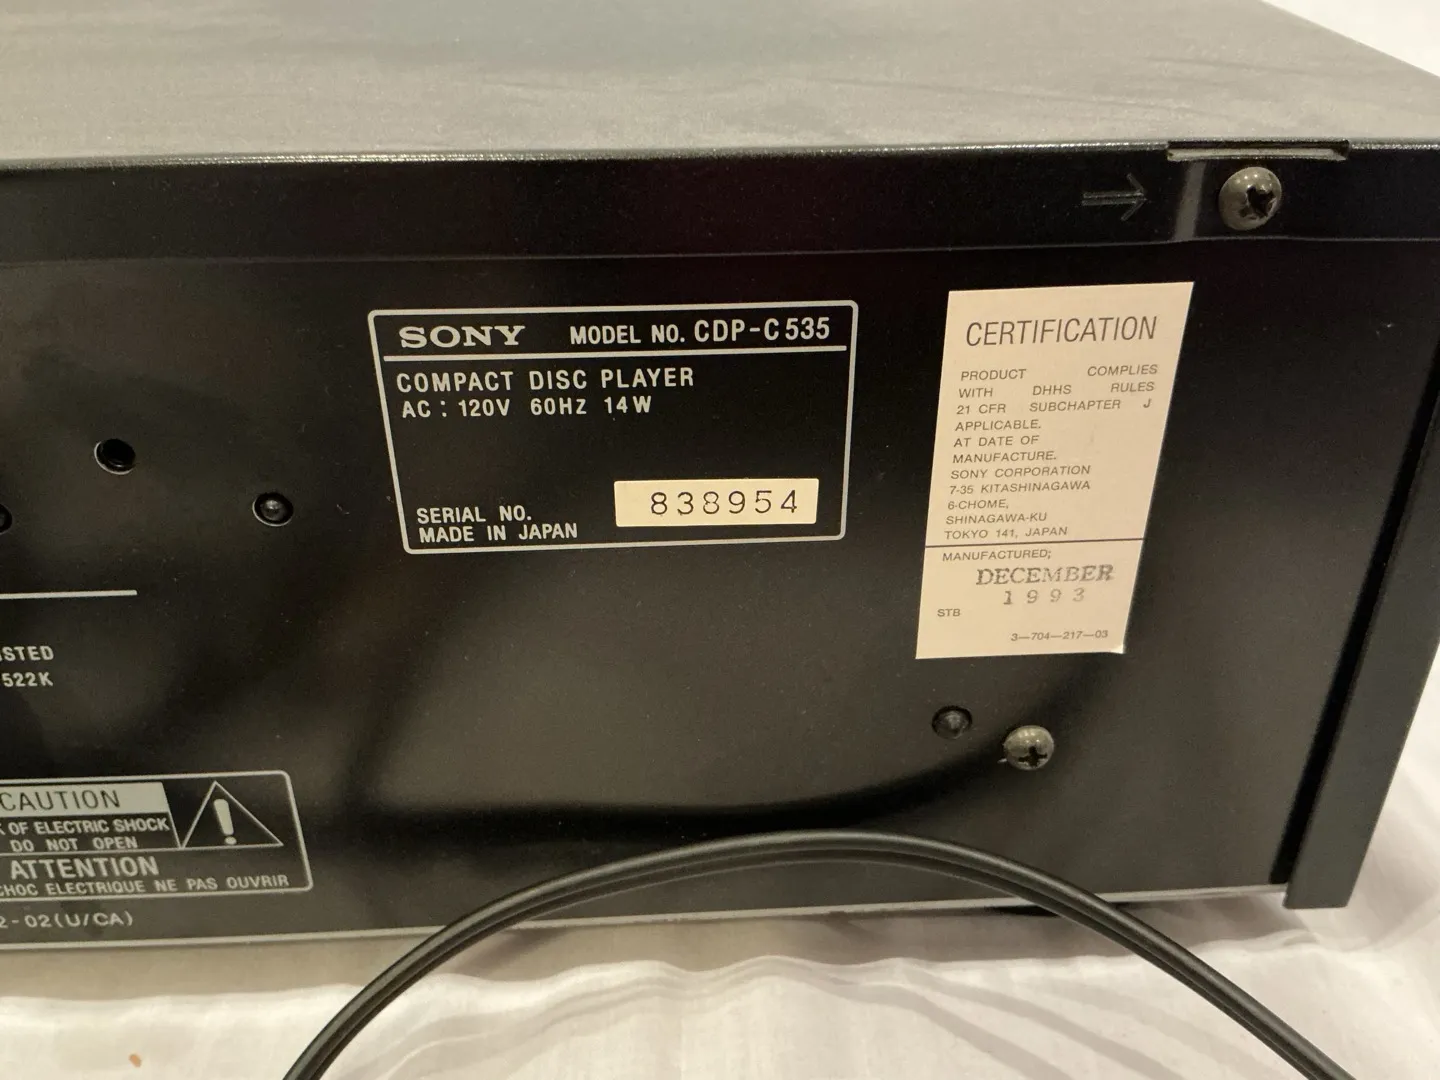 SONY MODEL NO. CDP-C535
COMPACT DISC PLAYER
AC : 120V 60HZ 14W
SERIAL NO. 838954
MADE IN JAPAN
CERTIFICATION
PRODUCT COMPLIES
WITH DHHS RULES
21 CFR SUBCHAPTER J
APPLICABLE.
AT DATE OF
MANUFACTURE.
SONY CORPORATION
7-35 KITASHINAGAWA
6-CHOME,
SHINAGAWA-KU
TOKYO 141, JAPAN
MANUFACTURED;
DECEMBER
1993
STB
3—704—217—03
522K
CAUTION
OF ELECTRIC SHOCK
DO NOT OPEN
ATTENTION
CHOC ELECTRIQUE NE PAS OUVRIR
2-02(U/CA)